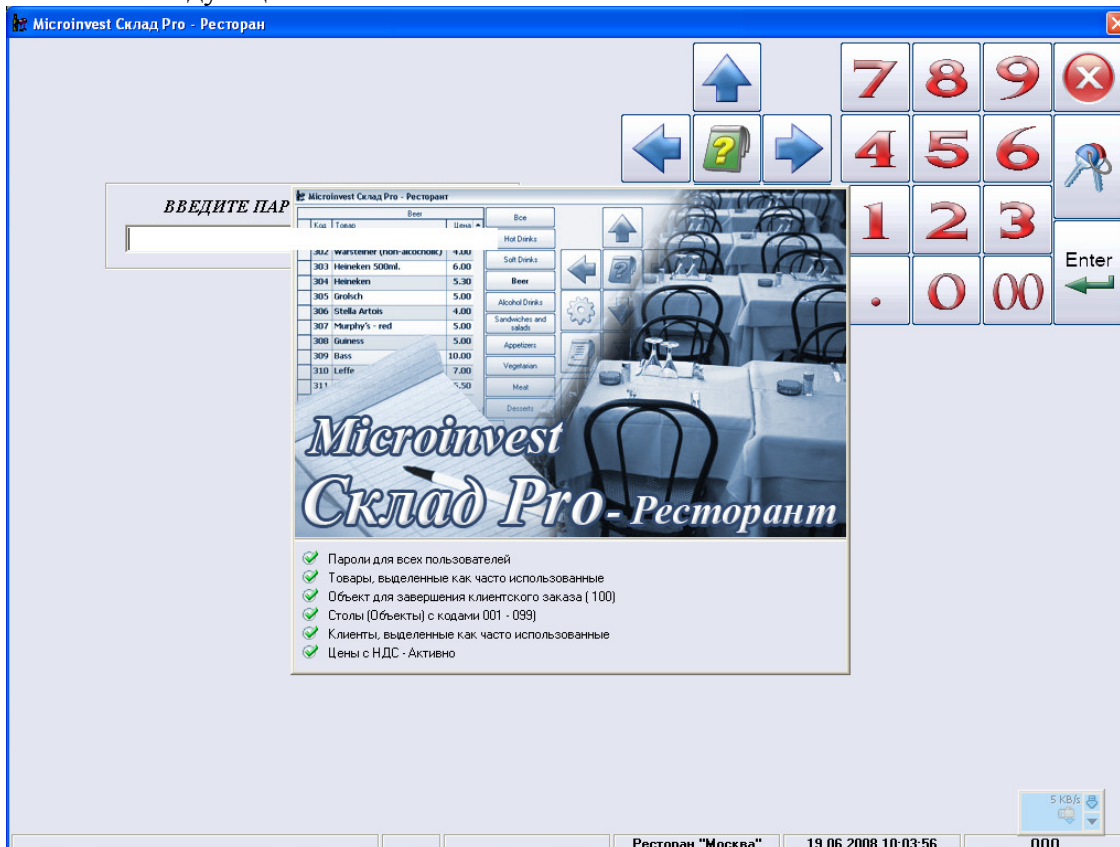 Microinvest Склад Pro - Ресторан
7 8 9
4 5 6
1 2 3
. 0 00
Enter
ВВЕДИТЕ ПАР
Microinvest Склад Pro - Ресторант
Beer
Код Товар Цена
302 Warsteiner (non-alcoholic) 4.00
303 Heineken 500ml. 6.00
304 Heineken 5.30
305 Grolsch 5.00
306 Stella Artois 4.00
307 Murphy's - red 5.00
308 Guiness 5.00
309 Bass 10.00
310 Leffe 7.00
311 5.50
Все
Hot Drinks
Soft Drinks
Beer
Alcohol Drinks
Sandwiches and
salads
Appetizers
Vegetarian
Meat
Desserts
Microinvest
Склад Pro - Ресторант
Пароли для всех пользователей
Товары, выделенные как часто использованные
Объект для завершения клиентского заказа ( 100)
Столы (Объекты) с кодами 001 - 099)
Клиенты, выделенные как часто использованные
Цены с НДС - Активно
5 KB/s
Ресторан "Москва" 19.06.2008 10:03:56 ООО